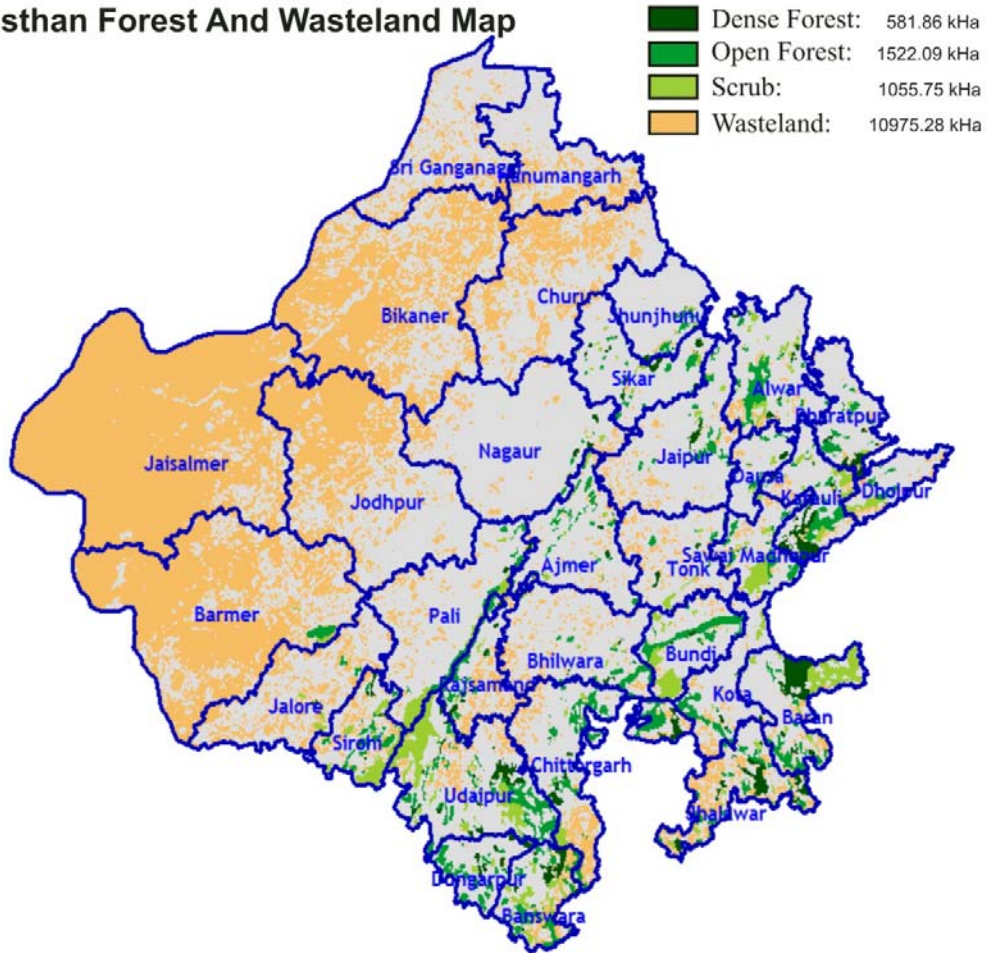 sthan Forest And Wasteland Map
Dense Forest: 581.86 kHa
Open Forest: 1522.09 kHa
Scrub: 1055.75 kHa
Wasteland: 10975.28 kHa
Sri Ganganagar
Hanumangarh
Bikaner
Churu
Jhunjhunu
Sikar
Alwar
Bharatpur
Jaisalmer
Nagaur
Jaipur
Dausa
Jodhpur
Karauli
Dholpur
Ajmer
Tonk
Sawai Madhopur
Barmer
Pali
Bhilwara
Bundi
Rajsamand
Kota
Jalore
Baran
Sirohi
Chittorgarh
Udaipur
Jhalawar
Dongarpur
Banswara